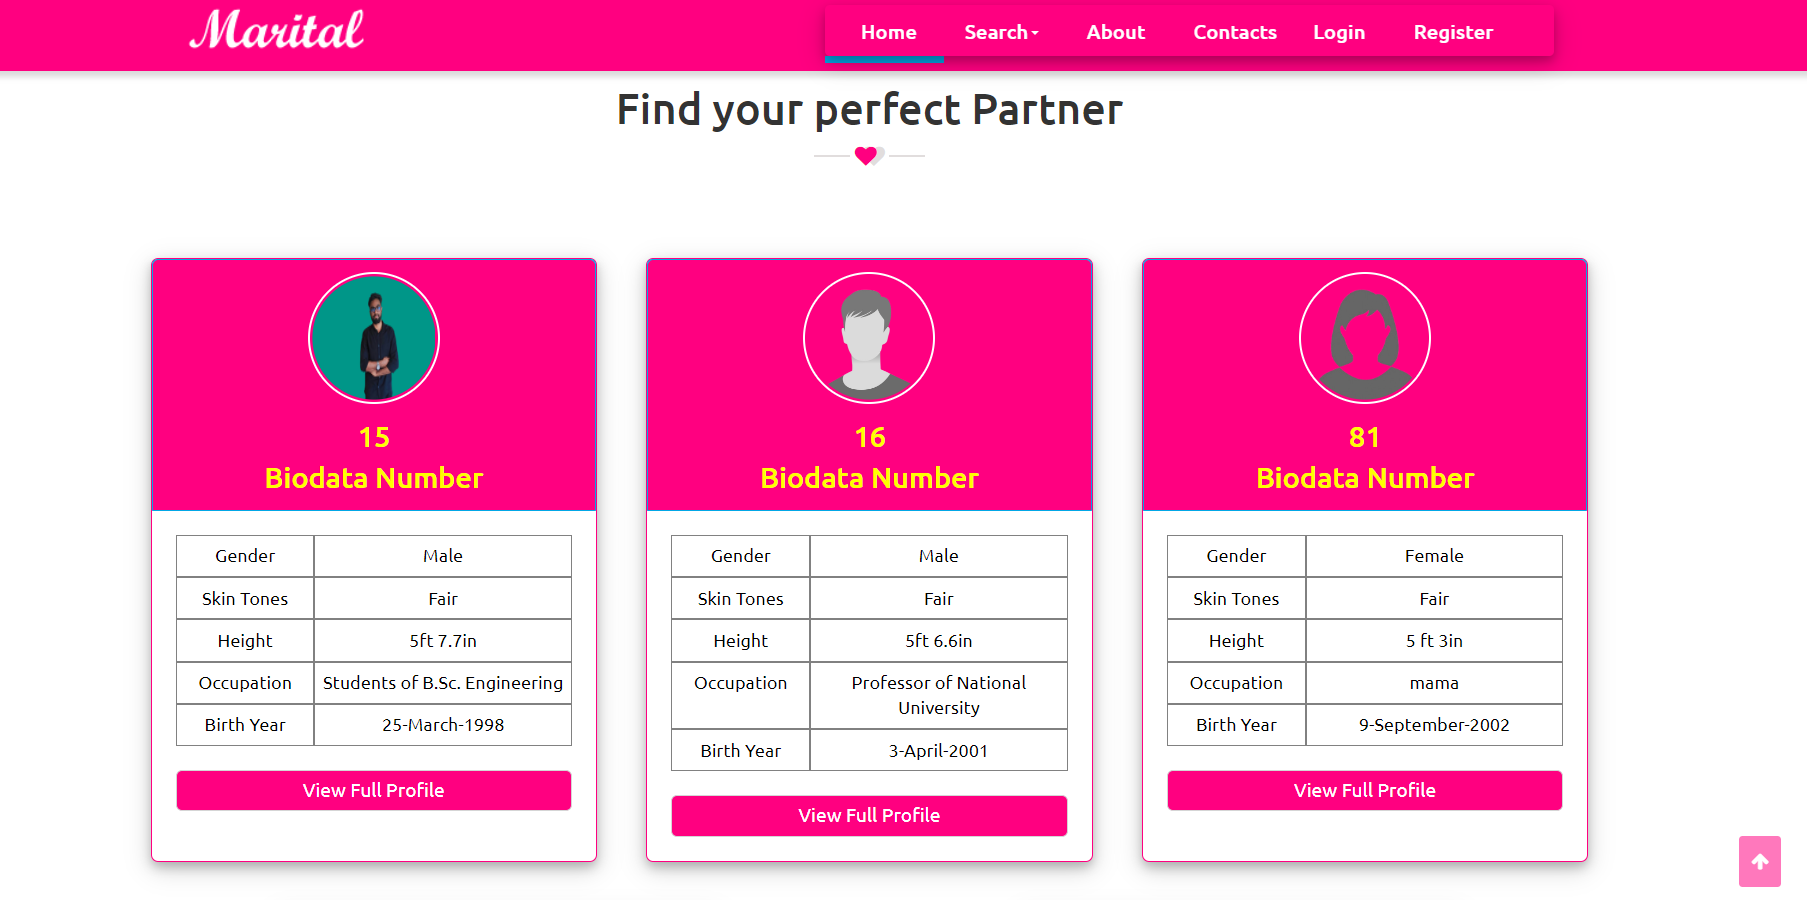 Marital
Home Search About Contacts Login Register
Find your perfect Partner
15
Biodata Number
Gender Male
Skin Tones Fair
Height 5ft 7.7in
Occupation Students of B.Sc. Engineering
Birth Year 25-March-1998
View Full Profile
16
Biodata Number
Gender Male
Skin Tones Fair
Height 5ft 6.6in
Occupation Professor of National
University
Birth Year 3-April-2001
View Full Profile
81
Biodata Number
Gender Female
Skin Tones Fair
Height 5 ft 3in
Occupation mama
Birth Year 9-September-2002
View Full Profile